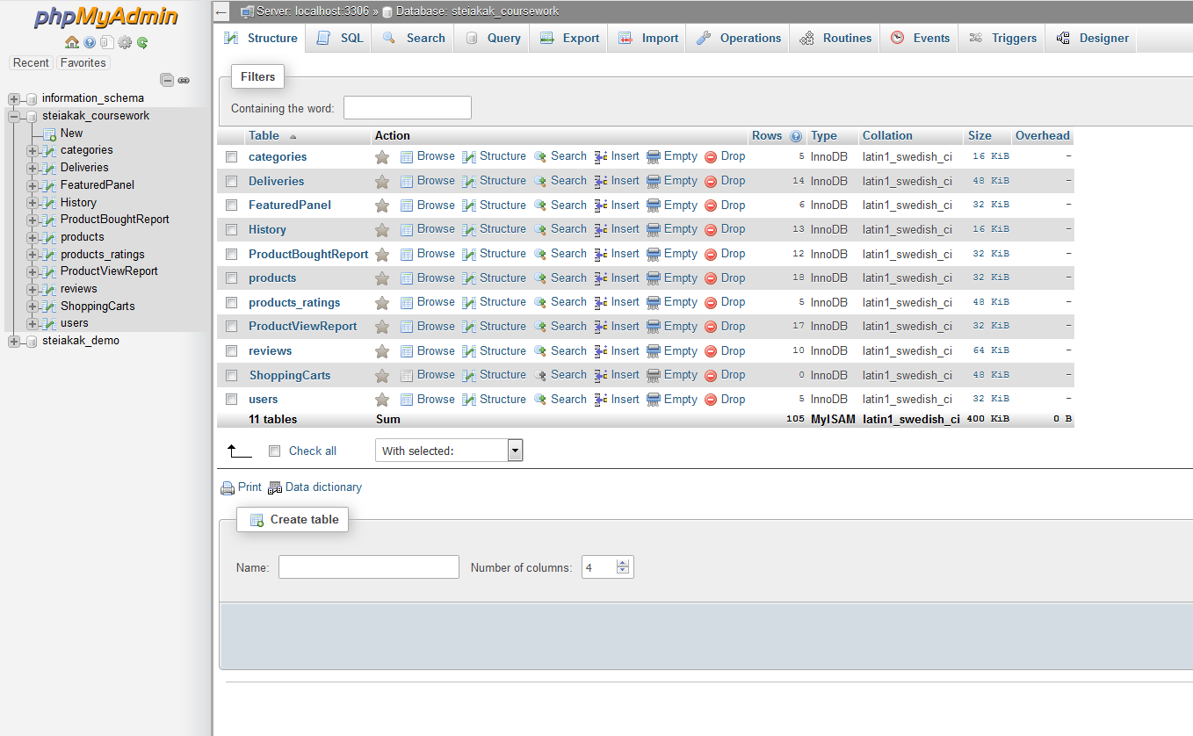 phpMyAdmin
Recent Favorites
information_schema
steiakak_coursework
New
categories
Deliveries
FeaturedPanel
History
ProductBoughtReport
products
products_ratings
ProductViewReport
reviews
ShoppingCarts
users
steiakak_demo
Server: localhost:3306 » Database: steiakak_coursework
Structure SQL Search Query Export Import Operations Routines Events Triggers Designer
Filters
Containing the word:
Table Action Rows Type Collation Size Overhead
categories Browse Structure Search Insert Empty Drop 5 InnoDB latin1_swedish_ci 16 KiB -
Deliveries Browse Structure Search Insert Empty Drop 14 InnoDB latin1_swedish_ci 48 KiB -
FeaturedPanel Browse Structure Search Insert Empty Drop 6 InnoDB latin1_swedish_ci 32 KiB -
History Browse Structure Search Insert Empty Drop 13 InnoDB latin1_swedish_ci 16 KiB -
ProductBoughtReport Browse Structure Search Insert Empty Drop 12 InnoDB latin1_swedish_ci 32 KiB -
products Browse Structure Search Insert Empty Drop 18 InnoDB latin1_swedish_ci 32 KiB -
products_ratings Browse Structure Search Insert Empty Drop 5 InnoDB latin1_swedish_ci 48 KiB -
ProductViewReport Browse Structure Search Insert Empty Drop 17 InnoDB latin1_swedish_ci 32 KiB -
reviews Browse Structure Search Insert Empty Drop 10 InnoDB latin1_swedish_ci 64 KiB -
ShoppingCarts Browse Structure Search Insert Empty Drop 0 InnoDB latin1_swedish_ci 48 KiB -
users Browse Structure Search Insert Empty Drop 5 InnoDB latin1_swedish_ci 32 KiB -
11 tables Sum 105 MyISAM latin1_swedish_ci 400 KiB 0 B
Check all With selected:
Print Data dictionary
Create table
Name: Number of columns: 4